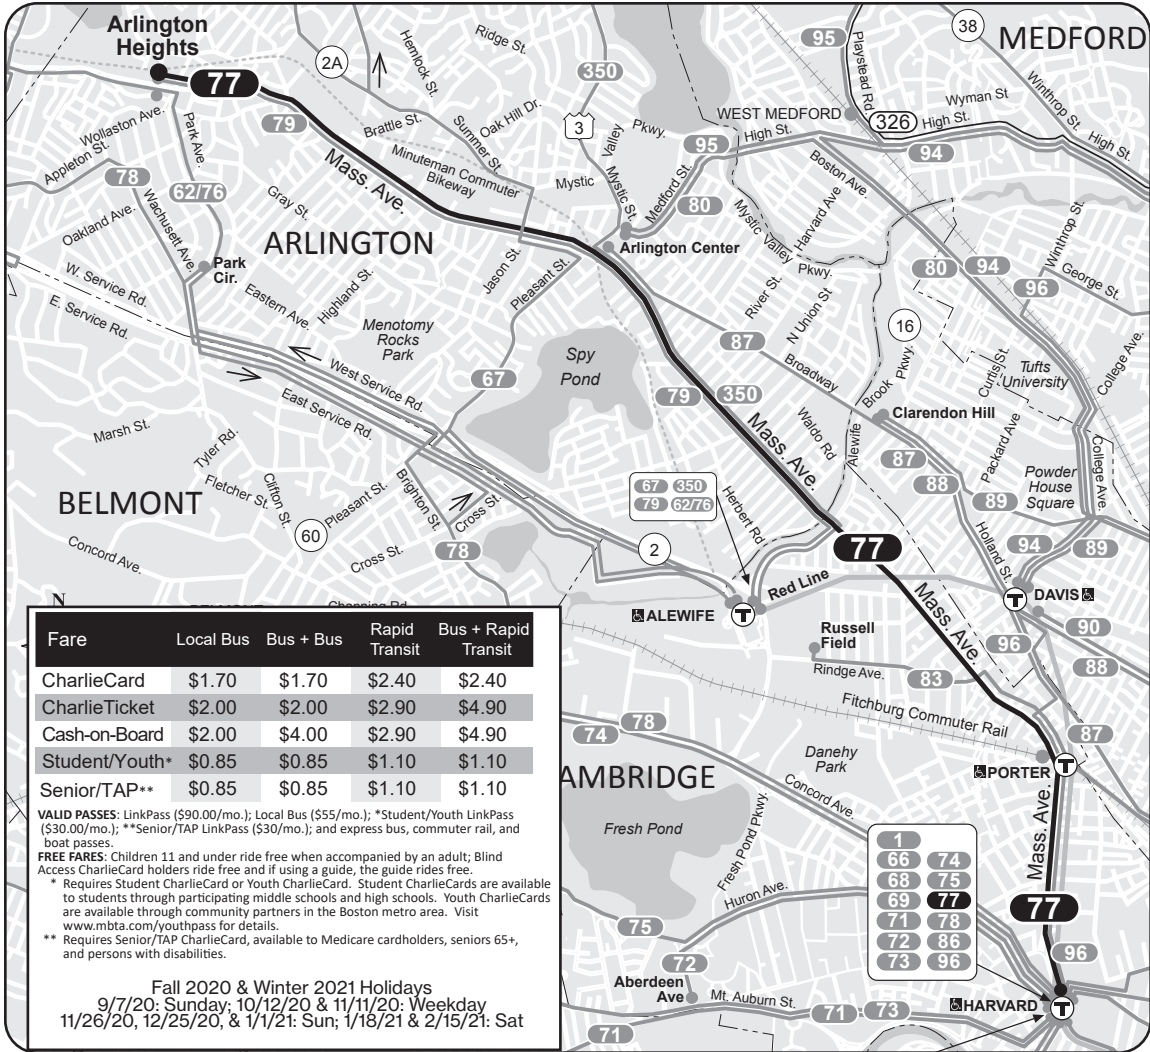 Arlington
Heights
77
79
2A
Hemlock St.
Ridge St.
350
3
95
Playstead Rd
38
MEDFORD
WEST MEDFORD
326
Wyman St
Winthrop St.
High St.
High St.
High St.
94
95
Wollaston Ave.
Appleton St.
Park Ave.
78
62/76
Wachusett Ave.
Oakland Ave.
Brattle St.
Summer St.
Oak Hill Dr.
Minuteman Commuter
Bikeway
Mass. Ave.
Valley
Pkwy.
Mystic
Mystic St.
Medford St.
80
Boston Ave.
Harvard Ave
Mystic Valley
Pkwy.
Gray St.
ARLINGTON
Arlington Center
Park
Cir.
W. Service Rd.
E. Service Rd.
Eastern Ave.
Highland St.
Jason St.
Pleasant St.
Menotomy
Rocks
Park
Spy
Pond
River St.
N Union St
80
94
96
Winthrop St.
George St.
16
87
Broadway
67
79
350
West Service Rd.
East Service Rd.
Mass. Ave.
Waldo Rd
Alewife
Brook
Pkwy.
Clarendon Hill
Curtis St.
Tufts
University
College Ave.
Packard Ave
Powder
House
Square
College Ave.
87
88
89
Holland St.
94
89
Marsh St.
Tyler Rd.
Fletcher St.
Clifton St.
Pleasant St.
BELMONT
60
Brighton St.
Cross St.
Cross St.
78
Concord Ave.
67 350
79 62/76
Herbert Rd
2
77
Red Line
ALEWIFE
T
T
DAVIS
90
96
88
Mass. Ave.
Russell
Field
Rindge Ave.
83
Fitchburg Commuter Rail
87
PORTER
T
N
Channing Rd
Fare Local Bus Bus + Bus Rapid Transit Bus + Rapid Transit
CharlieCard $1.70 $1.70 $2.40 $2.40
CharlieTicket $2.00 $2.00 $2.90 $4.90
Cash-on-Board $2.00 $4.00 $2.90 $4.90
Student/Youth* $0.85 $0.85 $1.10 $1.10
Senior/TAP** $0.85 $0.85 $1.10 $1.10
VALID PASSES: LinkPass ($90.00/mo.); Local Bus ($55/mo.); *Student/Youth LinkPass
($30.00/mo.); **Senior/TAP LinkPass ($30/mo.); and express bus, commuter rail, and
boat passes.
FREE FARES: Children 11 and under ride free when accompanied by an adult; Blind
Access CharlieCard holders ride free and if using a guide, the guide rides free.
* Requires Student CharlieCard or Youth CharlieCard. Student CharlieCards are available
to students through participating middle schools and high schools. Youth CharlieCards
are available through community partners in the Boston metro area. Visit
www.mbta.com/youthpass for details.
** Requires Senior/TAP CharlieCard, available to Medicare cardholders, seniors 65+,
and persons with disabilities.
Fall 2020 & Winter 2021 Holidays
9/7/20: Sunday; 10/12/20 & 11/11/20: Weekday
11/26/20, 12/25/20, & 1/1/21: Sun; 1/18/21 & 2/15/21: Sat
74
78
AMBRIDGE
Danehy
Park
Concord Ave.
Fresh Pond
Fresh Pond Pkwy.
Huron Ave.
75
72
Aberdeen
Ave
Mt. Auburn St.
71
71
73
1
66 74
68 75
69 77
71 78
72 86
73 96
Mass. Ave.
77
96
HARVARD
T